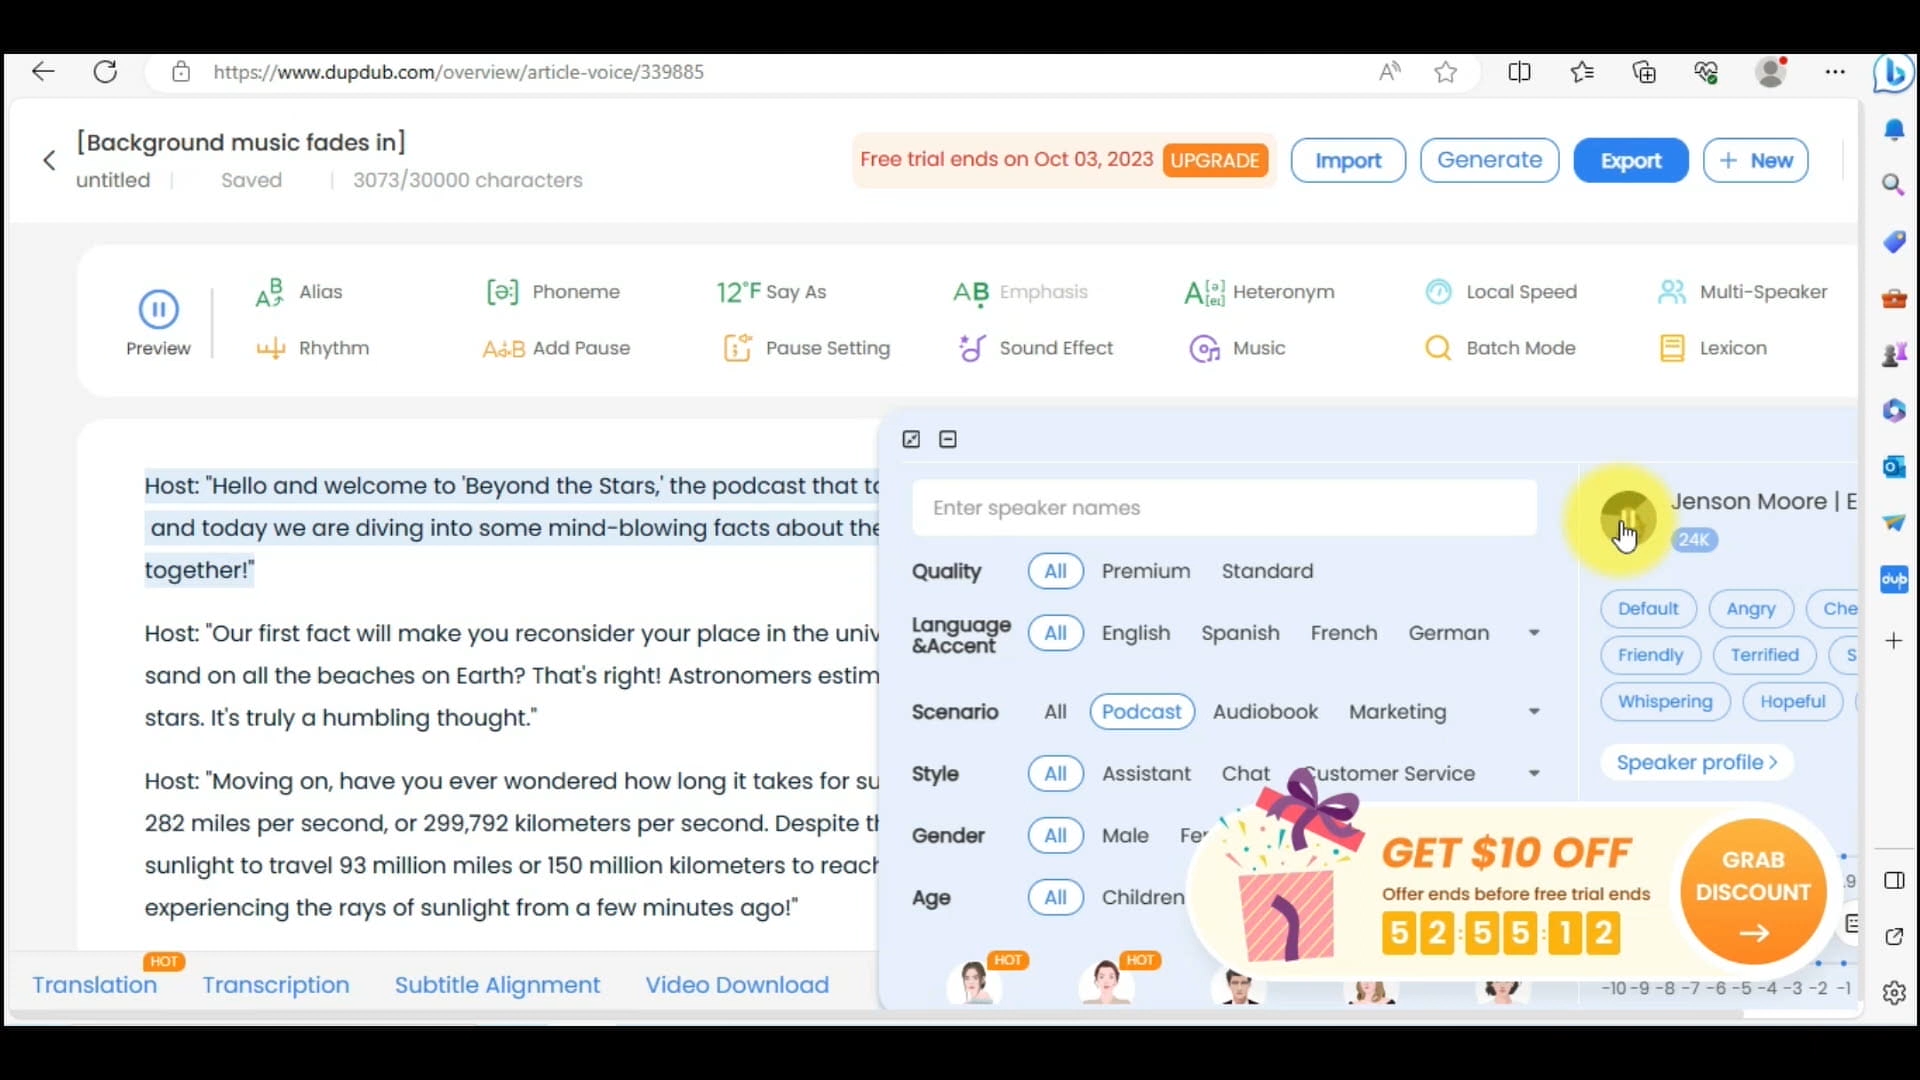 https://www.dupdub.com/overview/article-voice/339885
[Background music fades in]
untitled
Saved
3073/30000 characters
Free trial ends on Oct 03, 2023
UPGRADE
Import
Generate
Export
+ New
Preview
Alias
Phoneme
12°F Say As
Emphasis
Heteronym
Local Speed
Multi-Speaker
Rhythm
Add Pause
Pause Setting
Sound Effect
Music
Batch Mode
Lexicon
Host: "Hello and welcome to 'Beyond the Stars,' the podcast that to
and today we are diving into some mind-blowing facts about the
together!"
Host: "Our first fact will make you reconsider your place in the univ
sand on all the beaches on Earth? That's right! Astronomers estim
stars. It's truly a humbling thought."
Host: "Moving on, have you ever wondered how long it takes for su
282 miles per second, or 299,792 kilometers per second. Despite th
sunlight to travel 93 million miles or 150 million kilometers to reach
experiencing the rays of sunlight from a few minutes ago!"
Enter speaker names
Quality All Premium Standard
Language
&Accent
All English Spanish French German
Scenario All Podcast Audiobook Marketing
Style All Assistant Chat Customer Service
Gender All Male Fe
Age All Children
HOT
HOT
Jenson Moore | E
24K
Default Angry Che
Friendly Terrified S
Whispering Hopeful
Speaker profile >
GET $10 OFF
Offer ends before free trial ends
52:55:12
GRAB
DISCOUNT
-10 -9 -8 -7 -6 -5 -4 -3 -2 -1
HOT
Translation
Transcription
Subtitle Alignment
Video Download
dup